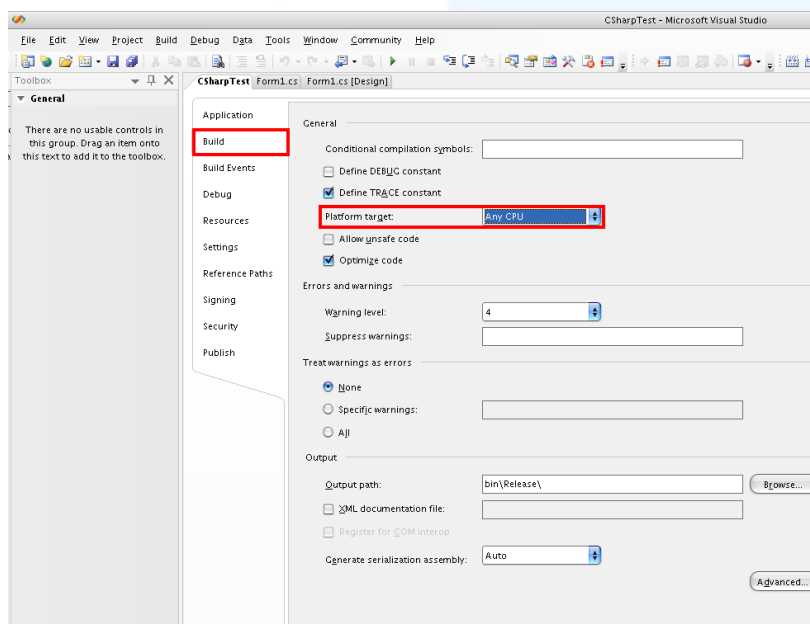 CSharpTest - Microsoft Visual Studio
File Edit View Project Build Debug Data Tools Window Community Help
Toolbox
CSharpTest Form1.cs Form1.cs [Design]
General
There are no usable controls in
this group. Drag an item onto
this text to add it to the toolbox.
Application
Build
Build Events
Debug
Resources
Settings
Reference Paths
Signing
Security
Publish
General
Conditional compilation symbols:
Define DEBUG constant
Define TRACE constant
Platform target: Any CPU
Allow unsafe code
Optimize code
Errors and warnings
Warning level: 4
Suppress warnings:
Treat warnings as errors
None
Specific warnings:
All
Output
Output path: bin\Release\ Browse...
XML documentation file:
Register for COM interop
Generate serialization assembly: Auto
Advanced...